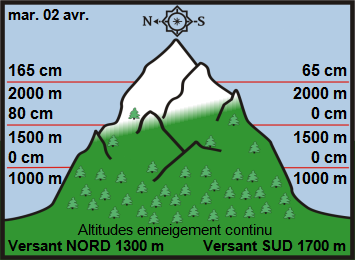 mar. 02 avr.
N S
165 cm 65 cm
2000 m 2000 m
80 cm 0 cm
1500 m 1500 m
0 cm 0 cm
1000 m 1000 m
Altitudes enneigement continu
Versant NORD 1300 m Versant SUD 1700 m